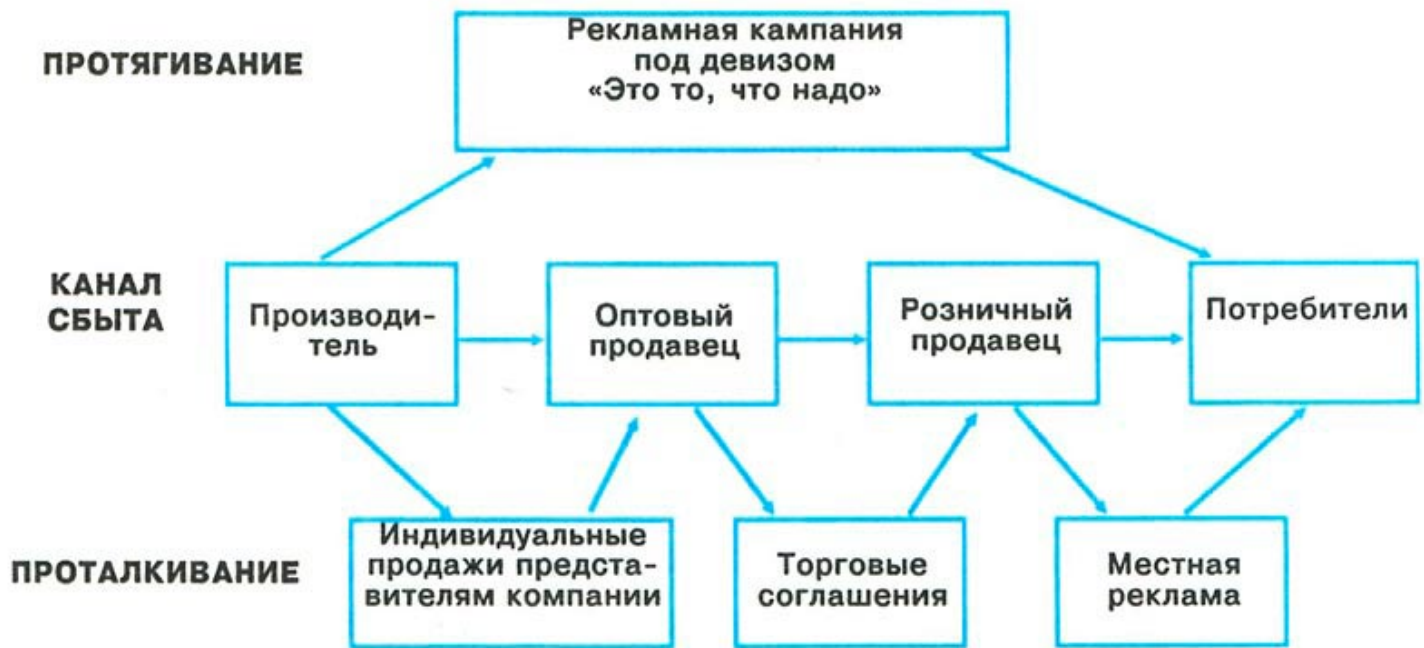 ПРОТЯГИВАНИЕ
Рекламная кампания
под девизом
«Это то, что надо»
КАНАЛ
СБЫТА
Производи-
тель
Оптовый
продавец
Розничный
продавец
Потребители
ПРОТАЛКИВАНИЕ
Индивидуальные
продажи предста-
вителям компании
Торговые
соглашения
Местная
реклама